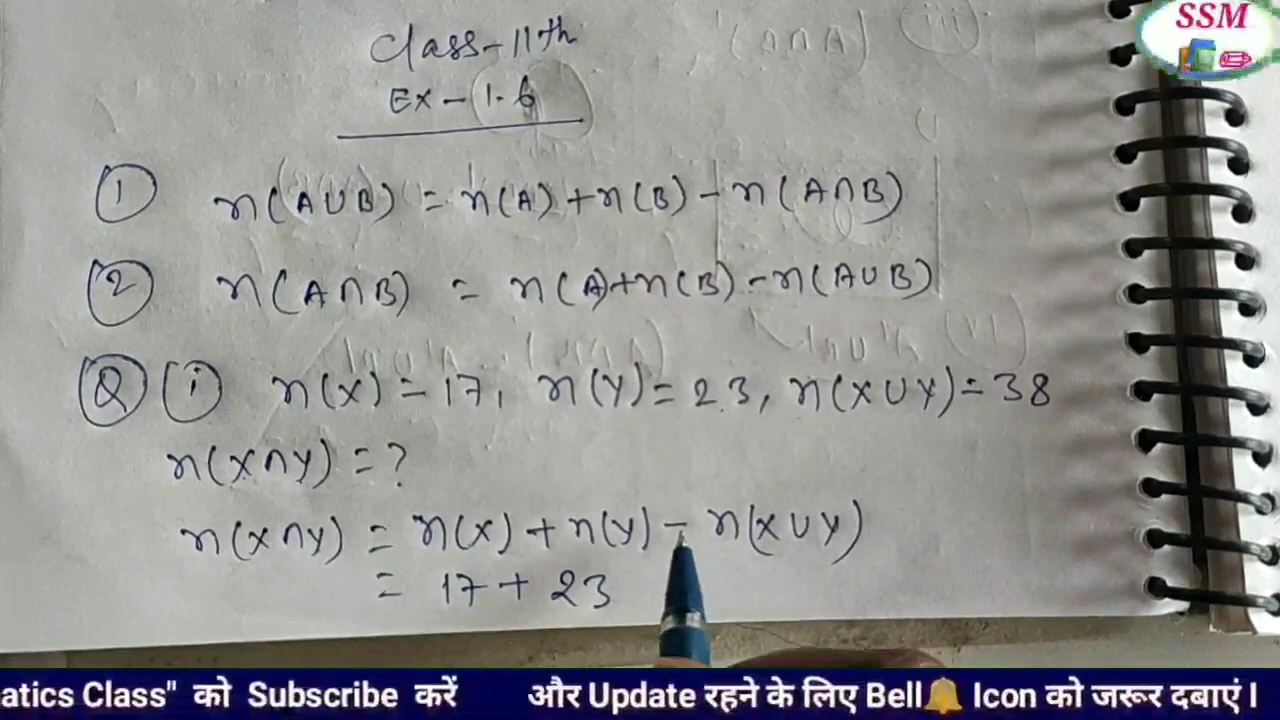 SSM
Class-11th
Ex-1.6
① n(A∪B) = n(A)+n(B)-n(A∩B)
② n(A∩B) = n(A)+n(B)-n(A∪B)
Q i n(X)=17, n(Y)=23, n(X∪Y)=38
n(X∩Y)=?
n(X∩Y) = n(X)+n(Y)-n(X∪Y)
= 17+23
atics Class" को Subscribe करें और Update रहने के लिए Bell🔔 Icon को जरूर दबाएं I